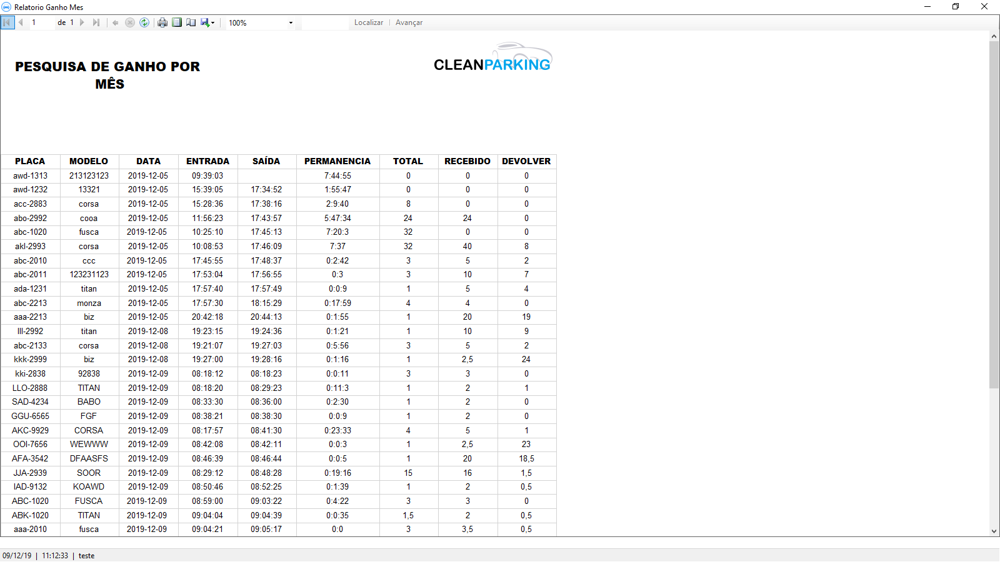 Relatorio Ganho Mes
1 de 1 100% Localizar | Avançar
PESQUISA DE GANHO POR
MÊS
CLEANPARKING
PLACA MODELO DATA ENTRADA SAÍDA PERMANENCIA TOTAL RECEBIDO DEVOLVER
awd-1313 213123123 2019-12-05 09:39:03 7:44:55 0 0 0
awd-1232 13321 2019-12-05 15:39:05 17:34:52 1:55:47 0 0 0
acc-2883 corsa 2019-12-05 15:28:36 17:38:16 2:9:40 8 0 0
abo-2992 cooa 2019-12-05 11:56:23 17:43:57 5:47:34 24 24 0
abc-1020 fusca 2019-12-05 10:25:10 17:45:13 7:20:3 32 0 0
akl-2993 corsa 2019-12-05 10:08:53 17:46:09 7:37 32 40 8
abc-2010 ccc 2019-12-05 17:45:55 17:48:37 0:2:42 3 5 2
abc-2011 123231123 2019-12-05 17:53:04 17:56:55 0:3 3 10 7
ada-1231 titan 2019-12-05 17:57:40 17:57:49 0:0:9 1 5 4
abc-2213 monza 2019-12-05 17:57:30 18:15:29 0:17:59 4 4 0
aaa-2213 biz 2019-12-05 20:42:18 20:44:13 0:1:55 1 20 19
lll-2992 titan 2019-12-08 19:23:15 19:24:36 0:1:21 1 10 9
abc-2133 corsa 2019-12-08 19:21:07 19:27:03 0:5:56 3 5 2
kkk-2999 biz 2019-12-08 19:27:00 19:28:16 0:1:16 1 2,5 24
kki-2838 92838 2019-12-09 08:18:12 08:18:23 0:0:11 3 3 0
LLO-2888 TITAN 2019-12-09 08:18:20 08:29:23 0:11:3 1 2 1
SAD-4234 BABO 2019-12-09 08:33:30 08:36:00 0:2:30 1 2 0
GGU-6565 FGF 2019-12-09 08:38:21 08:38:30 0:0:9 1 2 0
AKC-9929 CORSA 2019-12-09 08:17:57 08:41:30 0:23:33 4 5 1
OOI-7656 WEWWW 2019-12-09 08:42:08 08:42:11 0:0:3 1 2,5 23
AFA-3542 DFAASFS 2019-12-09 08:46:39 08:46:44 0:0:5 1 20 18,5
JJA-2939 SOOR 2019-12-09 08:29:12 08:48:28 0:19:16 15 16 1,5
IAD-9132 KOAWD 2019-12-09 08:50:46 08:52:25 0:1:39 1 2 0,5
ABC-1020 FUSCA 2019-12-09 08:59:00 09:03:22 0:4:22 3 3 0
ABK-1020 TITAN 2019-12-09 09:04:04 09:04:39 0:0:35 1,5 2 0,5
aaa-2010 fusca 2019-12-09 09:04:21 09:05:17 0:0 3 3,5 0,5
09/12/19 | 11:12:33 | teste